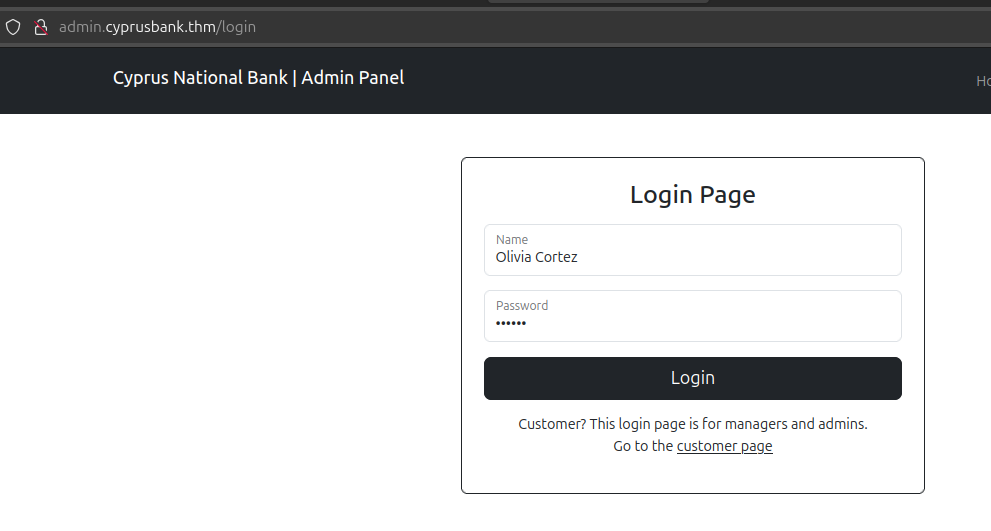 admin.cyprusbank.thm/login
Cyprus National Bank | Admin Panel
Login Page
Name
Olivia Cortez
Password
••••••
Login
Customer? This login page is for managers and admins.
Go to the customer page